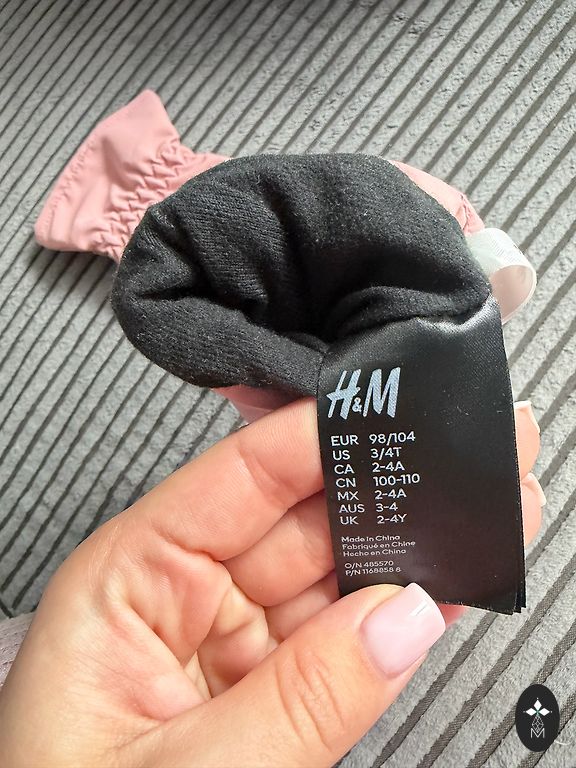 H&M
EUR 98/104
US 3/4T
CA 2-4A
CN 100-110
MX 2-4A
AUS 3-4
UK 2-4Y
Made in China
Fabriqué en Chine
Hecho en China
O/N 485570
P/N 1168858 8
M